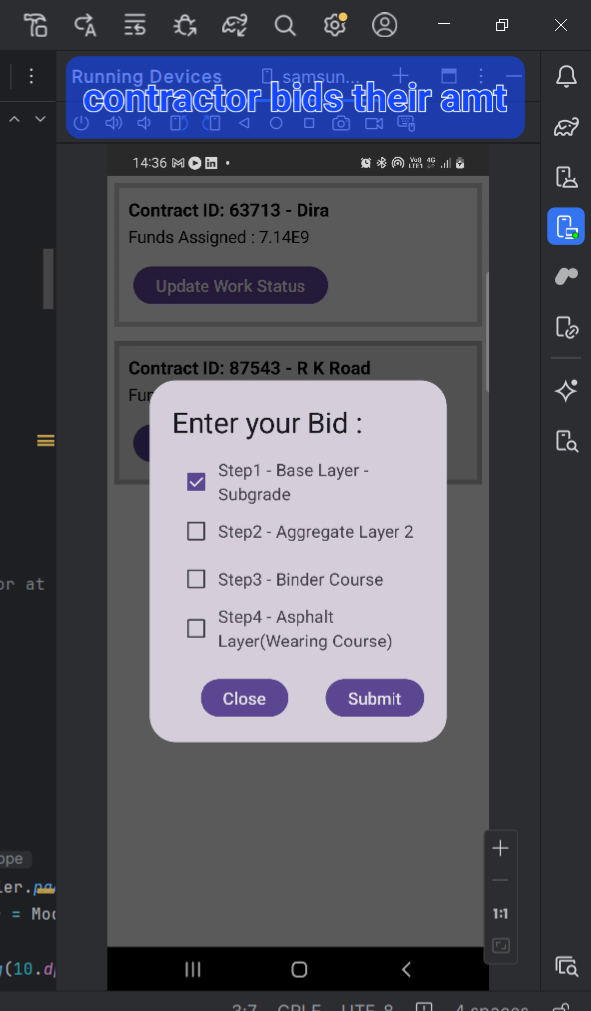 Running Devices
samsun...
contractor bids their amt
14:36
Contract ID: 63713 - Dira
Funds Assigned : 7.14E9
Update Work Status
Contract ID: 87543 - R K Road
Fur
Enter your Bid :
Step1 - Base Layer -
Subgrade
Step2 - Aggregate Layer 2
Step3 - Binder Course
Step4 - Asphalt
Layer(Wearing Course)
Close
Submit
or at
ope
ler.pa
= Mod
(10.dp
1:1
3:7 CRLF UTF-8 4 spaces